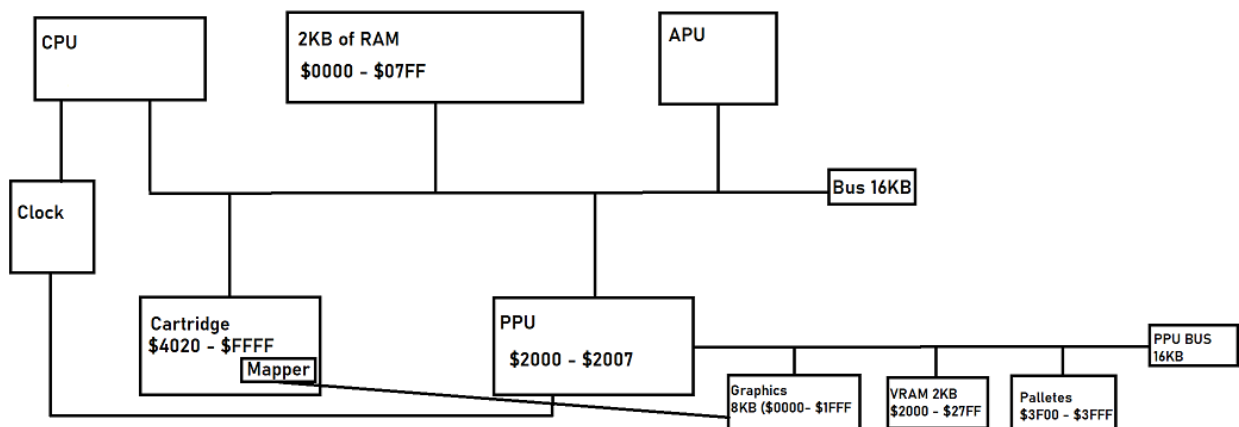 CPU
2KB of RAM
$0000 - $07FF
APU
Clock
Bus 16KB
Cartridge
$4020 - $FFFF
Mapper
PPU
$2000 - $2007
PPU BUS
16KB
Graphics
8KB ($0000- $1FFF
VRAM 2KB
$2000 - $27FF
Palletes
$3F00 - $3FFF